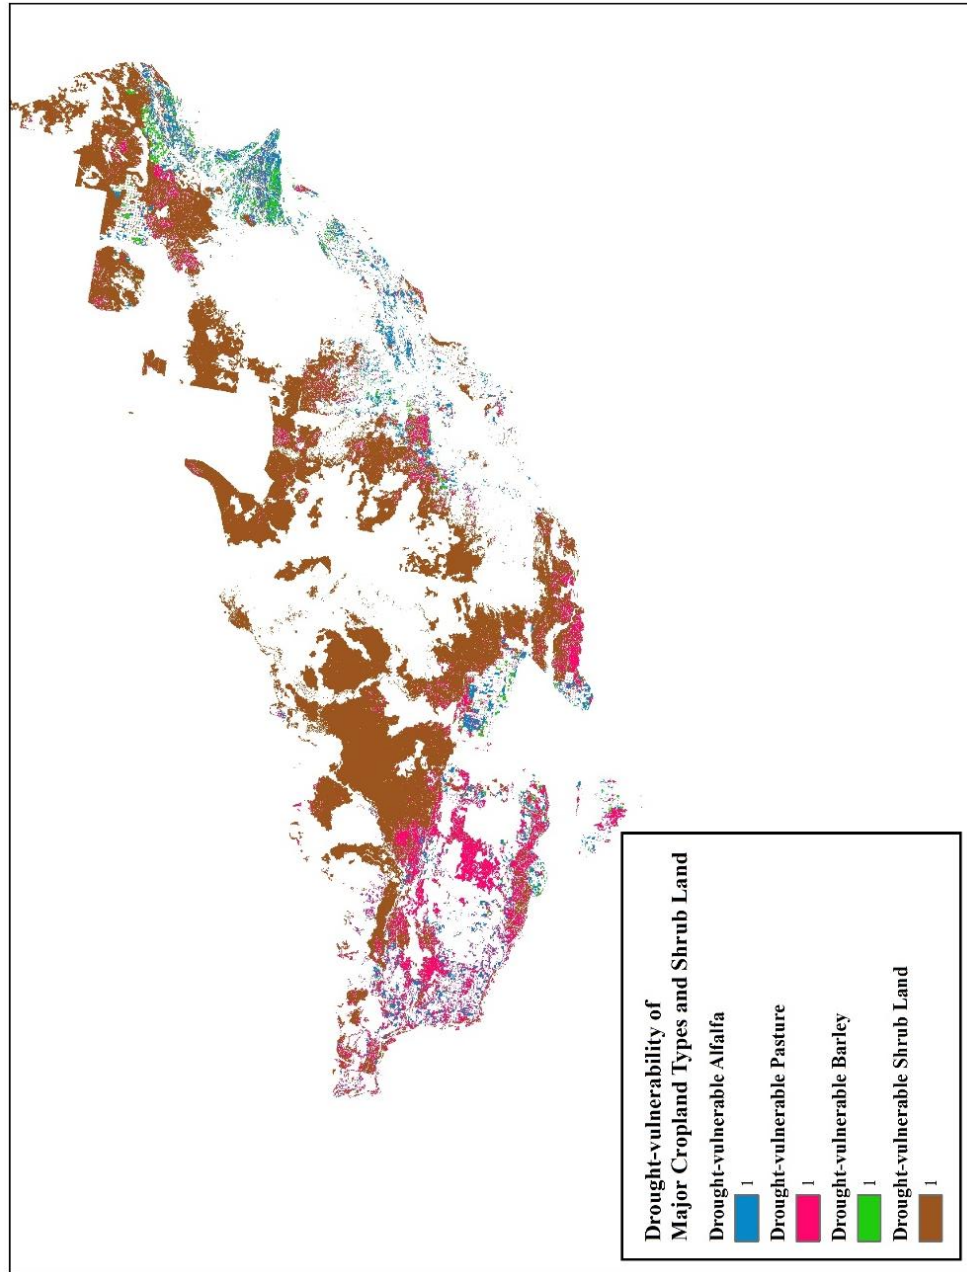 Drought-vulnerability of
Major Cropland Types and Shrub Land
Drought-vulnerable Alfalfa
1
Drought-vulnerable Pasture
1
Drought-vulnerable Barley
1
Drought-vulnerable Shrub Land
1